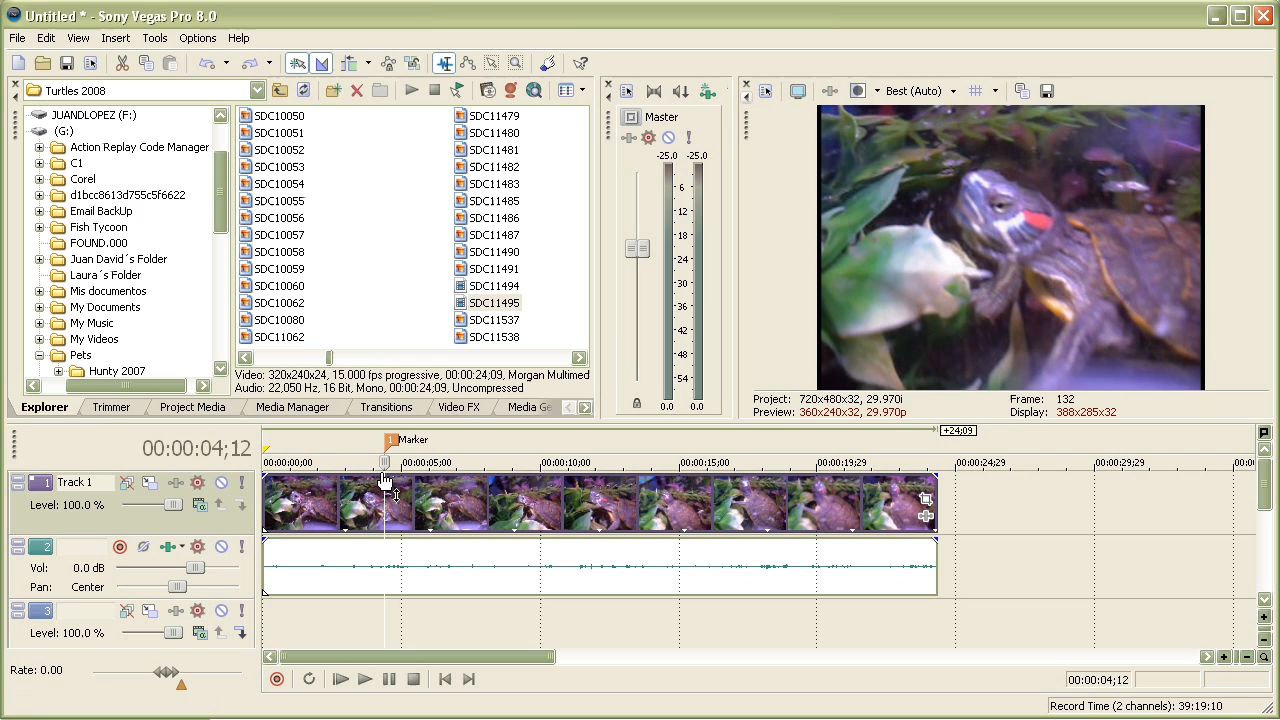 Untitled * - Sony Vegas Pro 8.0
File Edit View Insert Tools Options Help
Turtles 2008
Best (Auto)
JUANDLOPEZ (F:)
(G:)
Action Replay Code Manager
C1
Corel
d1bcc8613d755c5f6622
Email BackUp
Fish Tycoon
FOUND.000
Juan David´s Folder
Laura´s Folder
Mis documentos
My Documents
My Music
My Videos
Pets
Hunty 2007
SDC10050
SDC10051
SDC10052
SDC10053
SDC10054
SDC10055
SDC10056
SDC10057
SDC10058
SDC10059
SDC10060
SDC10062
SDC10080
SDC11062
SDC11479
SDC11480
SDC11481
SDC11482
SDC11483
SDC11485
SDC11486
SDC11487
SDC11490
SDC11491
SDC11494
SDC11495
SDC11537
SDC11538
Video: 320x240x24, 15.000 fps progressive, 00:00:24;09, Morgan Multimed
Audio: 22,050 Hz, 16 Bit, Mono, 00:00:24;09, Uncompressed
Explorer Trimmer Project Media Media Manager Transitions Video FX Media Ge
Master
-25.0 -25.0
6
12
18
24
30
36
42
48
54
0.0 0.0
Project: 720x480x32, 29.970i Frame: 132
Preview: 360x240x32, 29.970p Display: 388x285x32
00:00:04;12
1 Marker
+24;09
00:00:00;00 00:00:05;00 00:00:10;00 00:00:15;00 00:00:19;29 00:00:24;29 00:00:29;29 00:0
1 Track 1
Level: 100.0 %
2
Vol: 0.0 dB
Pan: Center
3
Level: 100.0 %
Rate: 0.00
00:00:04;12
Record Time (2 channels): 39:19:10